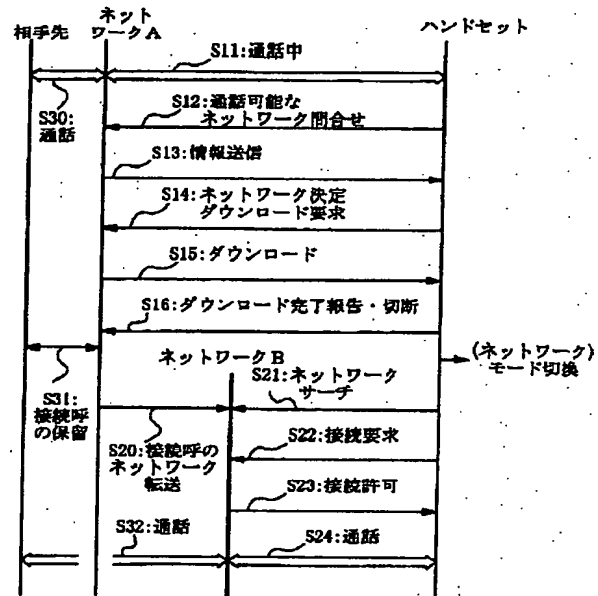 相手先
ネット
ワークA
ハンドセット
S11:通話中
S30:
通話
S12:通話可能な
ネットワーク問合せ
S13:情報送信
S14:ネットワーク決定
ダウンロード要求
S15:ダウンロード
S16:ダウンロード完了報告・切断
ネットワークB
(ネットワーク)
モード切換
S31:
接続呼
の保留
S21:ネットワーク
サーチ
S20:接続呼の
ネットワーク
転送
S22:接続要求
S23:接続許可
S32:通話
S24:通話